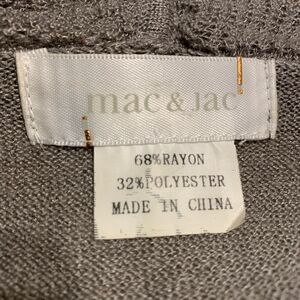 mac & jac
68%RAYON
32%POLYESTER
MADE IN CHINA